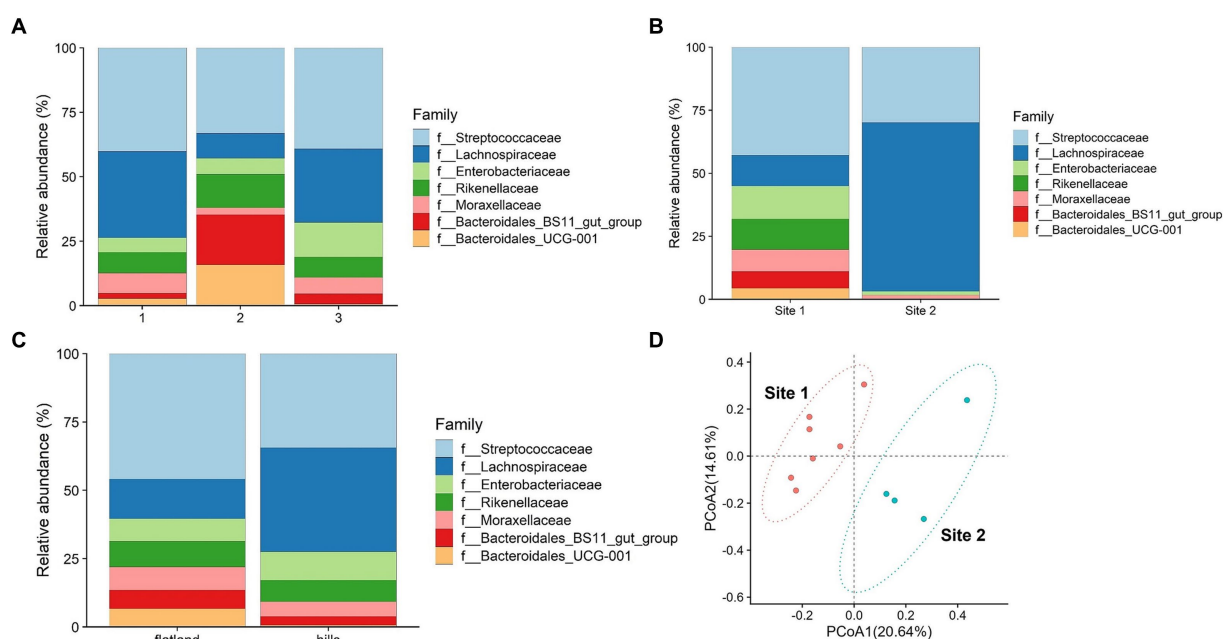 A
100
75
50
25
0
Relative abundance (%)
1
2
3
Family
f__Streptococcaceae
f__Lachnospiraceae
f__Enterobacteriaceae
f__Rikenellaceae
f__Moraxellaceae
f__Bacteroidales_BS11_gut_group
f__Bacteroidales_UCG-001
B
100
75
50
25
0
Relative abundance (%)
Site 1
Site 2
Family
f__Streptococcaceae
f__Lachnospiraceae
f__Enterobacteriaceae
f__Rikenellaceae
f__Moraxellaceae
f__Bacteroidales_BS11_gut_group
f__Bacteroidales_UCG-001
C
100
75
50
25
0
Relative abundance (%)
flatland
hills
Family
f__Streptococcaceae
f__Lachnospiraceae
f__Enterobacteriaceae
f__Rikenellaceae
f__Moraxellaceae
f__Bacteroidales_BS11_gut_group
f__Bacteroidales_UCG-001
D
0.4
0.2
0.0
-0.2
-0.4
-0.6
PCoA2(14.61%)
Site 1
Site 2
-0.2
0.0
0.2
0.4
PCoA1(20.64%)